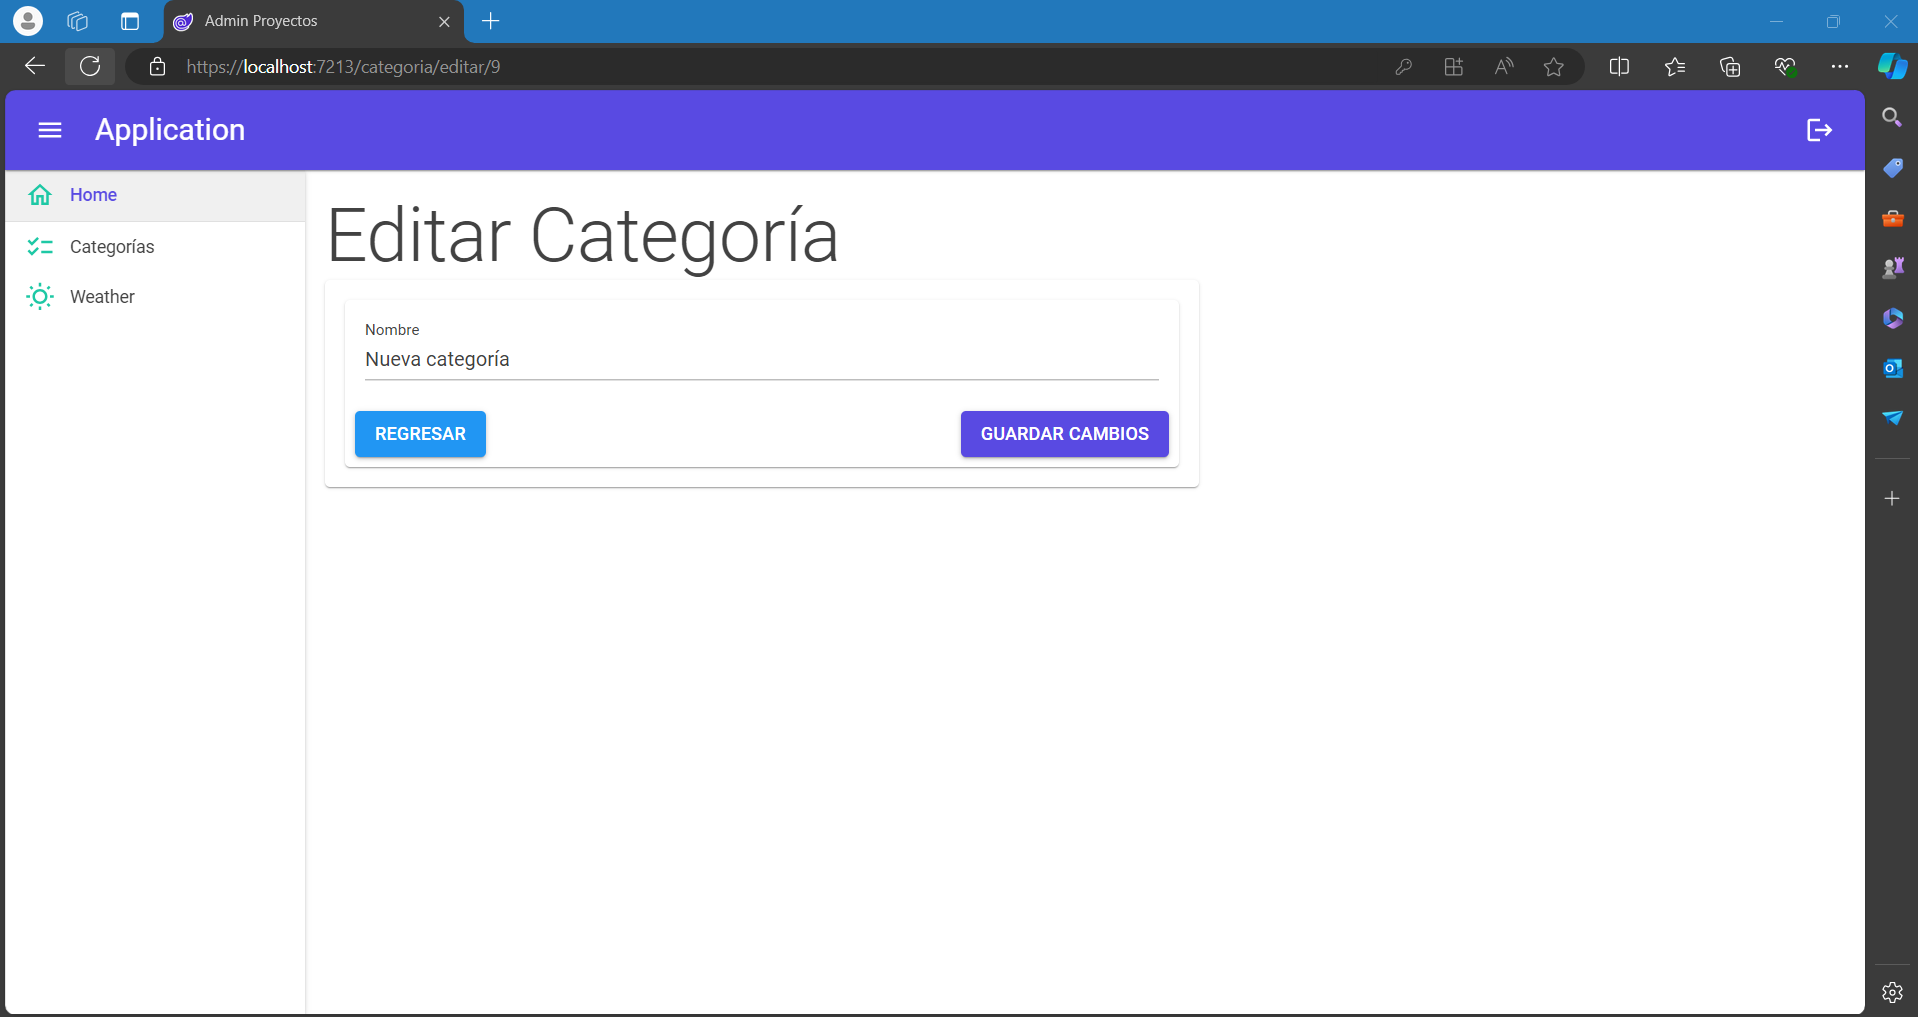 Admin Proyectos
https://localhost:7213/categoria/editar/9
Application
Home
Categorías
Weather
Editar Categoría
Nombre
Nueva categoría
REGRESAR
GUARDAR CAMBIOS